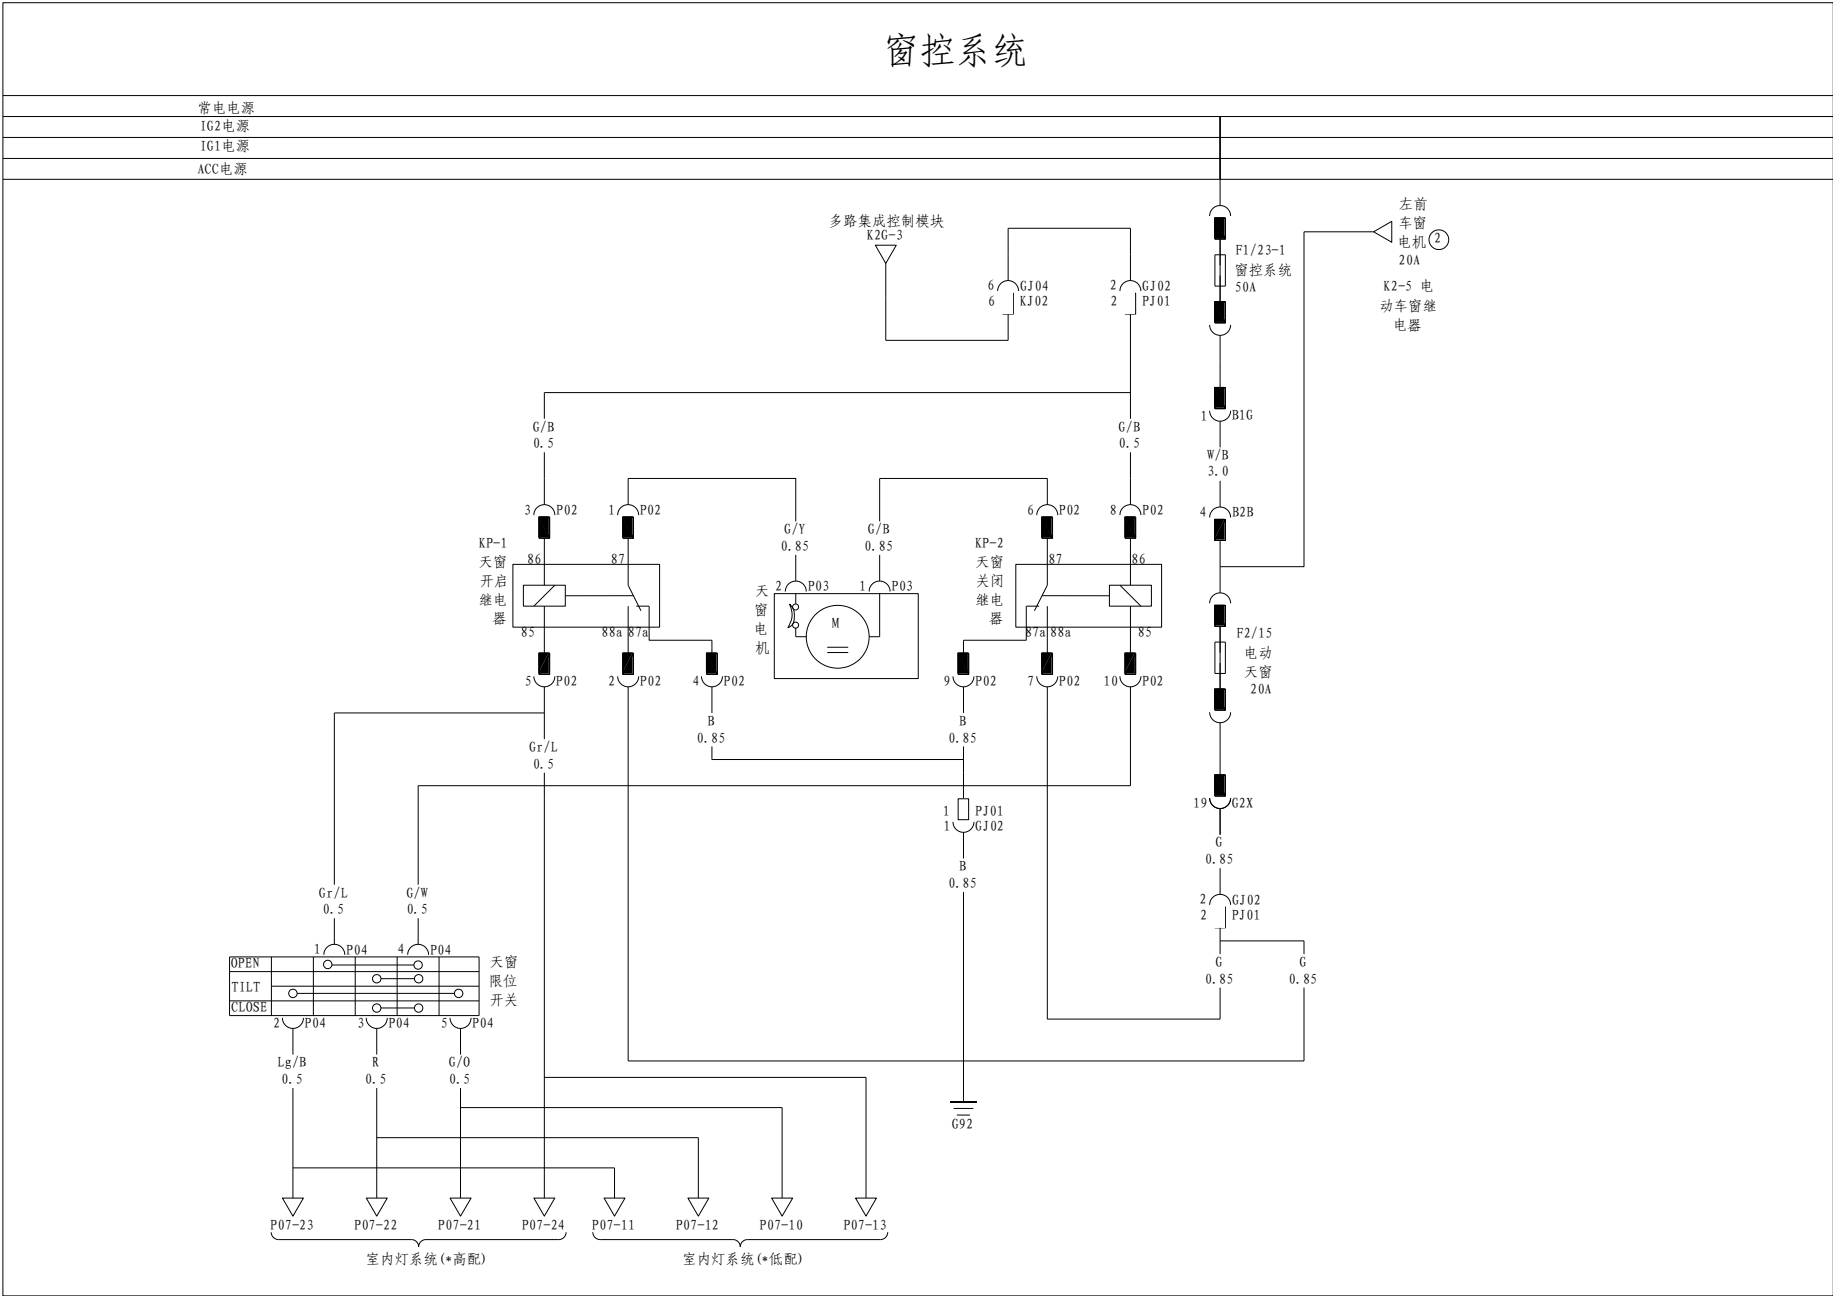 窗控系统
常电电源
IG2电源
IG1电源
ACC电源
多路集成控制模块
K2G-3
6 GJ04
6 KJ02
2 GJ02
2 PJ01
F1/23-1
窗控系统
50A
左前
车窗
电机 2
20A
K2-5 电
动车窗继
电器
1 B1G
W/B
3.0
4 B2B
G/B
0.5
G/B
0.5
3 P02
1 P02
6 P02
8 P02
G/Y
0.85
G/B
0.85
KP-1
天窗
开启
继电
器
86
87
85
88a
87a
2 P03
1 P03
天
窗
电
机
M
KP-2
天窗
关闭
继电
器
87
86
87a
88a
85
5 P02
2 P02
4 P02
9 P02
7 P02
10 P02
F2/15
电动
天窗
20A
Gr/L
0.5
B
0.85
B
0.85
1 PJ01
1 GJ02
B
0.85
19 G2X
G
0.85
2 GJ02
2 PJ01
G
0.85
G
0.85
Gr/L
0.5
G/W
0.5
1 P04
4 P04
OPEN
TILT
CLOSE
天窗
限位
开关
2 P04
3 P04
5 P04
Lg/B
0.5
R
0.5
G/O
0.5
G92
P07-23
P07-22
P07-21
P07-24
P07-11
P07-12
P07-10
P07-13
室内灯系统(*高配)
室内灯系统(*低配)